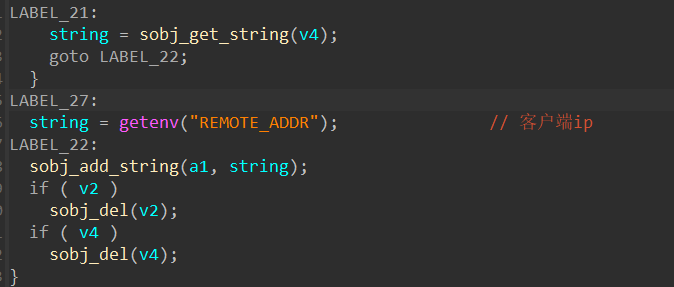 LABEL_21:
string = sobj_get_string(v4);
goto LABEL_22;
}
LABEL_27:
string = getenv("REMOTE_ADDR"); // 客户端ip
LABEL_22:
sobj_add_string(a1, string);
if ( v2 )
sobj_del(v2);
if ( v4 )
sobj_del(v4);
}